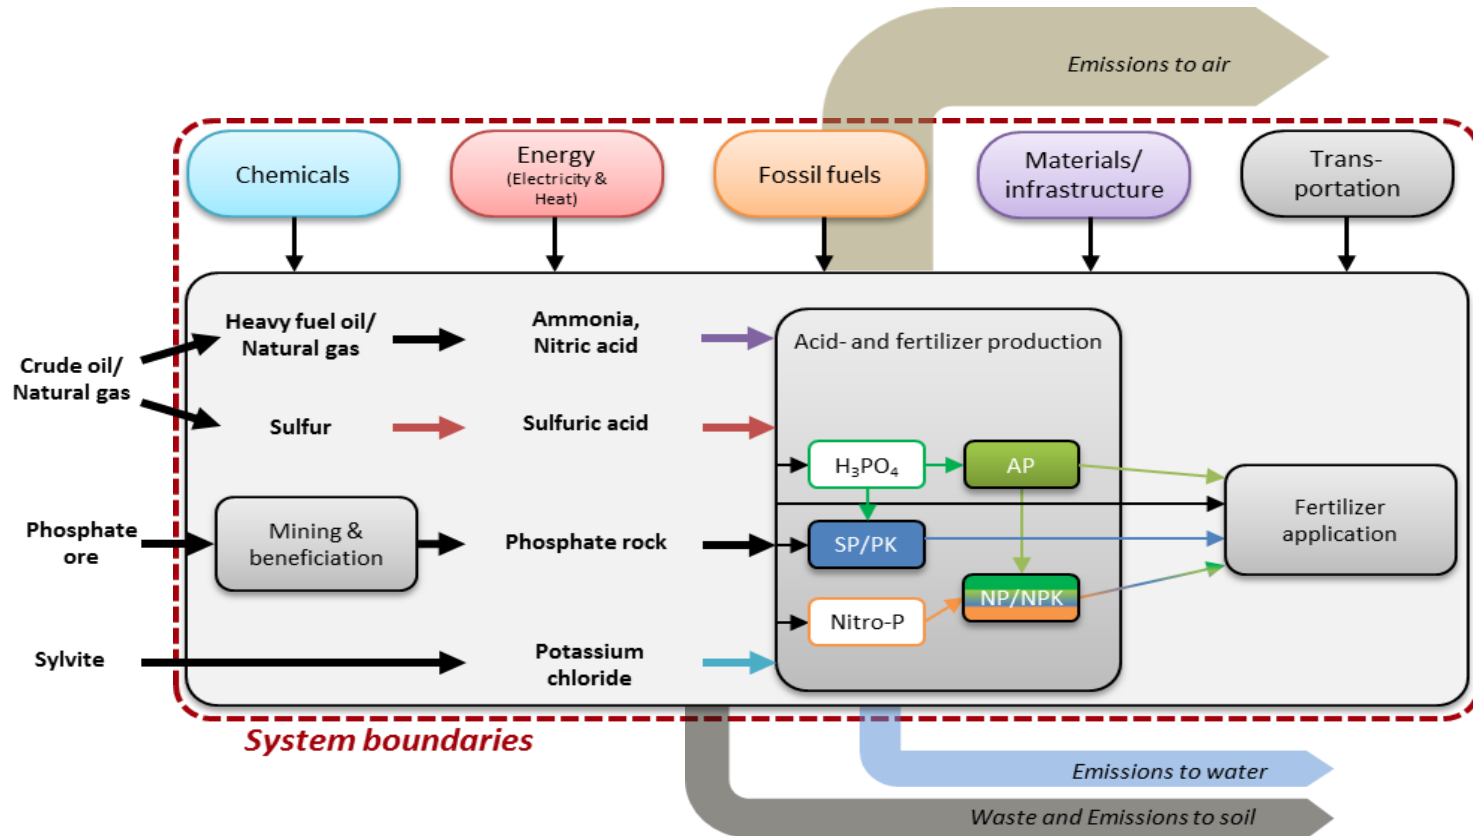 Emissions to air
Chemicals
Energy
(Electricity &
Heat)
Fossil fuels
Materials/
infrastructure
Trans-
portation
Crude oil/
Natural gas
Heavy fuel oil/
Natural gas
Ammonia,
Nitric acid
Sulfur
Sulfuric acid
Phosphate
ore
Mining &
beneficiation
Phosphate rock
Sylvite
Potassium
chloride
Acid- and fertilizer production
H₃PO₄
AP
SP/PK
NP/NPK
Nitro-P
Fertilizer
application
System boundaries
Emissions to water
Waste and Emissions to soil